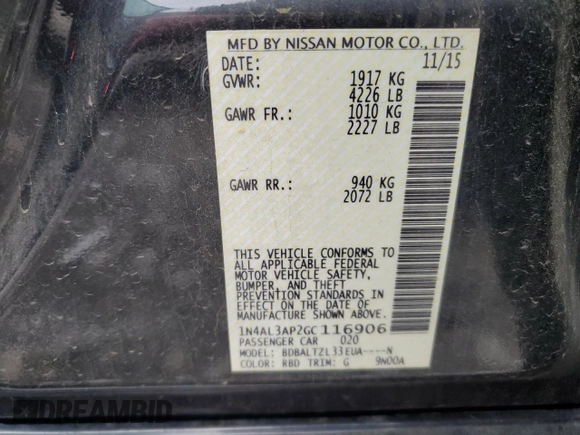 MFD BY NISSAN MOTOR CO., LTD.
DATE: 11/15
GVWR: 1917 KG
4226 LB
GAWR FR.: 1010 KG
2227 LB
GAWR RR.: 940 KG
2072 LB
THIS VEHICLE CONFORMS TO
ALL APPLICABLE FEDERAL
MOTOR VEHICLE SAFETY,
BUMPER, AND THEFT
PREVENTION STANDARDS IN
EFFECT ON THE DATE OF
MANUFACTURE SHOWN ABOVE.
1N4AL3AP2GC116906
PASSENGER CAR 020
MODEL: BDBALTZL33EUA----N
COLOR: RBD TRIM: G 9N00A
DREAMBID